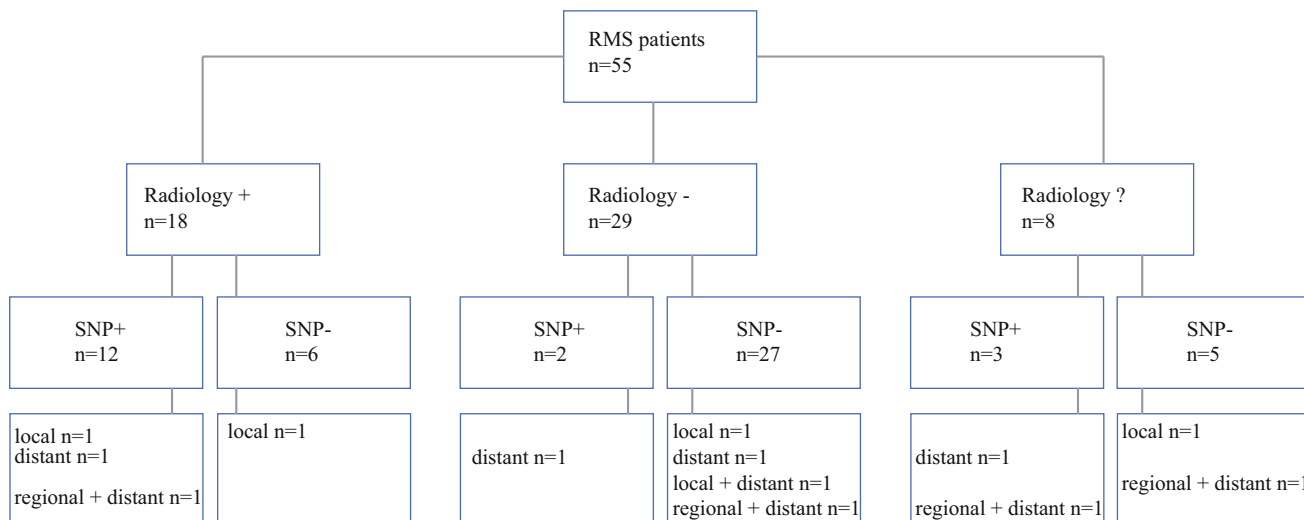 RMS patients
n=55
Radiology +
n=18
Radiology -
n=29
Radiology ?
n=8
SNP+
n=12
SNP-
n=6
SNP+
n=2
SNP-
n=27
SNP+
n=3
SNP-
n=5
local n=1
distant n=1
regional + distant n=1
local n=1
distant n=1
local n=1
distant n=1
local + distant n=1
regional + distant n=1
distant n=1
regional + distant n=1
local n=1
regional + distant n=1